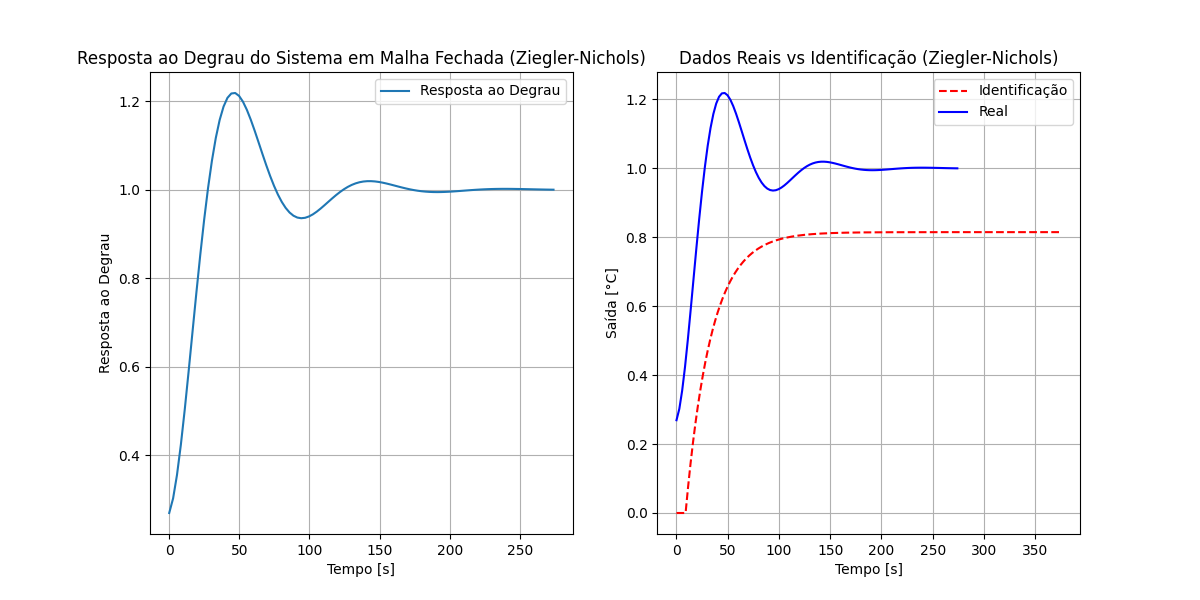 Resposta ao Degrau do Sistema em Malha Fechada (Ziegler-Nichols)
Resposta ao Degrau
1.2
1.0
0.8
0.6
0.4
Resposta ao Degrau
0 50 100 150 200 250
Tempo [s]
Dados Reais vs Identificação (Ziegler-Nichols)
Identificação
Real
1.2
1.0
0.8
0.6
0.4
0.2
0.0
Saída [°C]
0 50 100 150 200 250 300 350
Tempo [s]